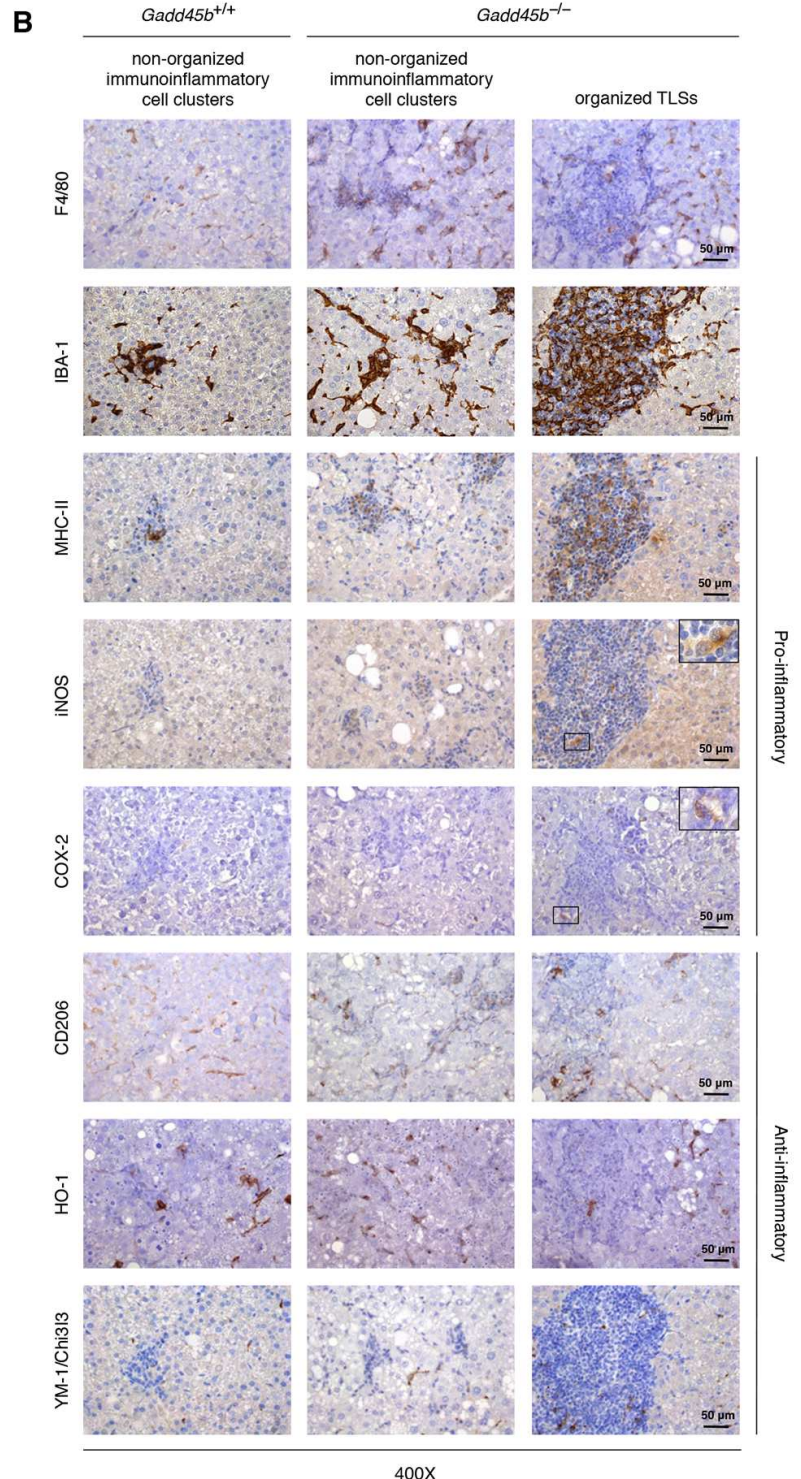 B
Gadd45b+/+
Gadd45b−/−
non-organized
immunoinflammatory
cell clusters
non-organized
immunoinflammatory
cell clusters
organized TLSs
F4/80
50 µm
IBA-1
50 µm
MHC-II
50 µm
iNOS
50 µm
COX-2
50 µm
Pro-inflammatory
CD206
50 µm
HO-1
50 µm
YM-1/Chi3l3
50 µm
Anti-inflammatory
400X